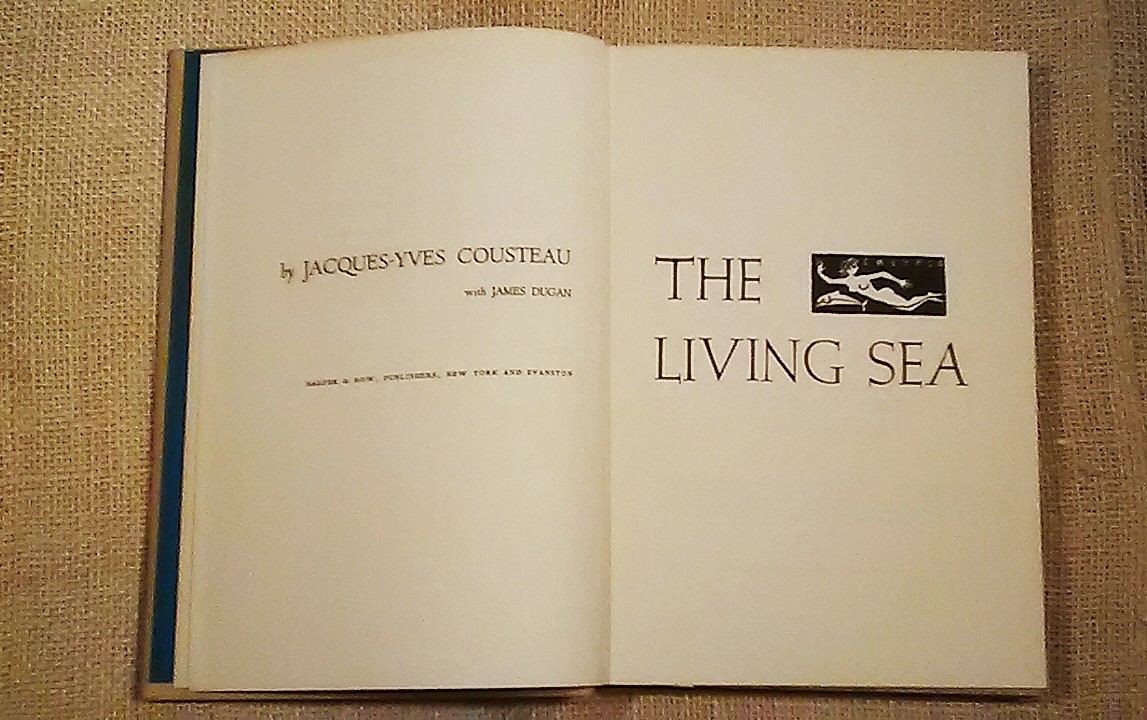 by JACQUES-YVES COUSTEAU
with JAMES DUGAN
HARPER & ROW, PUBLISHERS, NEW YORK AND EVANSTON
THE
LIVING SEA